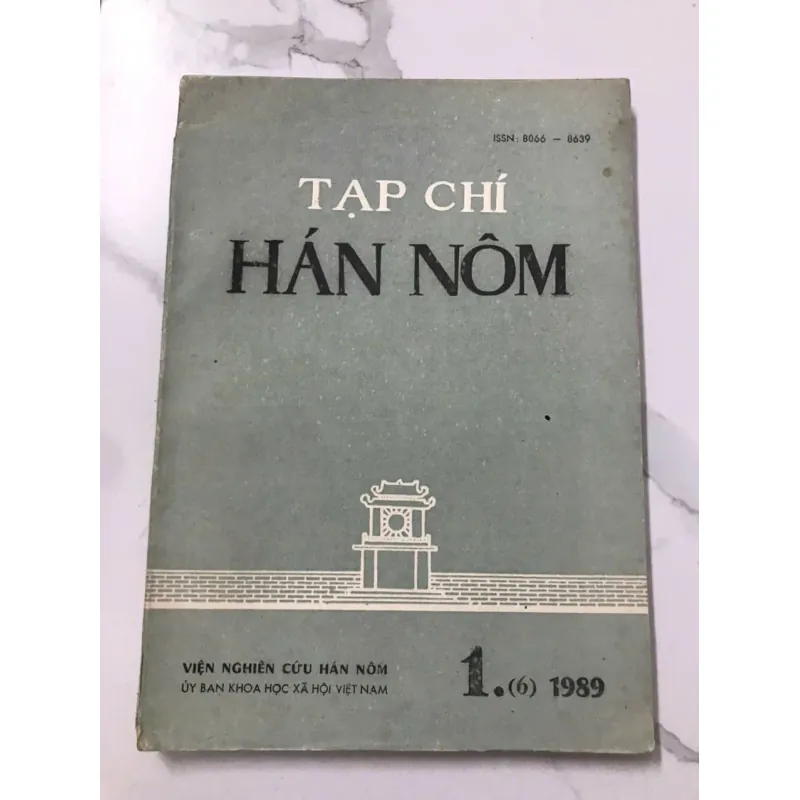 ISSN: 8066 - 8639
TẠP CHÍ
HÁN NÔM
VIỆN NGHIÊN CỨU HÁN NÔM
ỦY BAN KHOA HỌC XÃ HỘI VIỆT NAM
1.(6) 1989